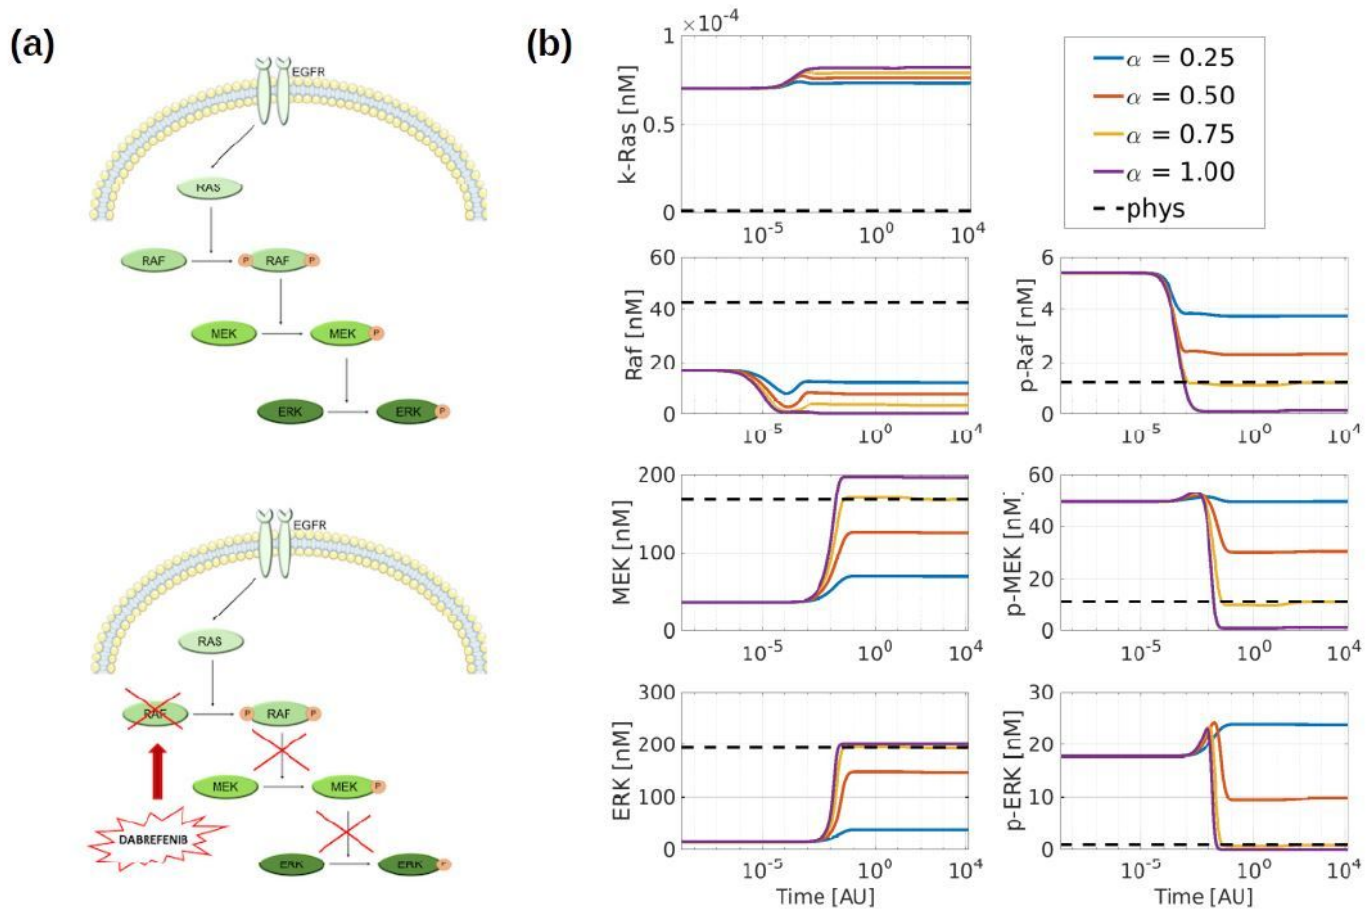 (a)
EGFR
RAS
RAF
P RAF P
MEK
MEK P
ERK
ERK P
EGFR
RAS
RAF
P RAF P
MEK
MEK P
DABREFENIB
ERK
ERK P
(b)
×10⁻⁴
1
0.5
0
k-Ras [nM]
10⁻⁵ 10⁰ 10⁴
α = 0.25
α = 0.50
α = 0.75
α = 1.00
phys
60
40
20
0
Raf [nM]
10⁻⁵ 10⁰ 10⁴
6
4
2
0
p-Raf [nM]
10⁻⁵ 10⁰ 10⁴
200
100
0
MEK [nM]
10⁻⁵ 10⁰ 10⁴
60
40
20
0
p-MEK [nM]
10⁻⁵ 10⁰ 10⁴
300
200
100
0
ERK [nM]
10⁻⁵ 10⁰ 10⁴
Time [AU]
30
20
10
0
p-ERK [nM]
10⁻⁵ 10⁰ 10⁴
Time [AU]